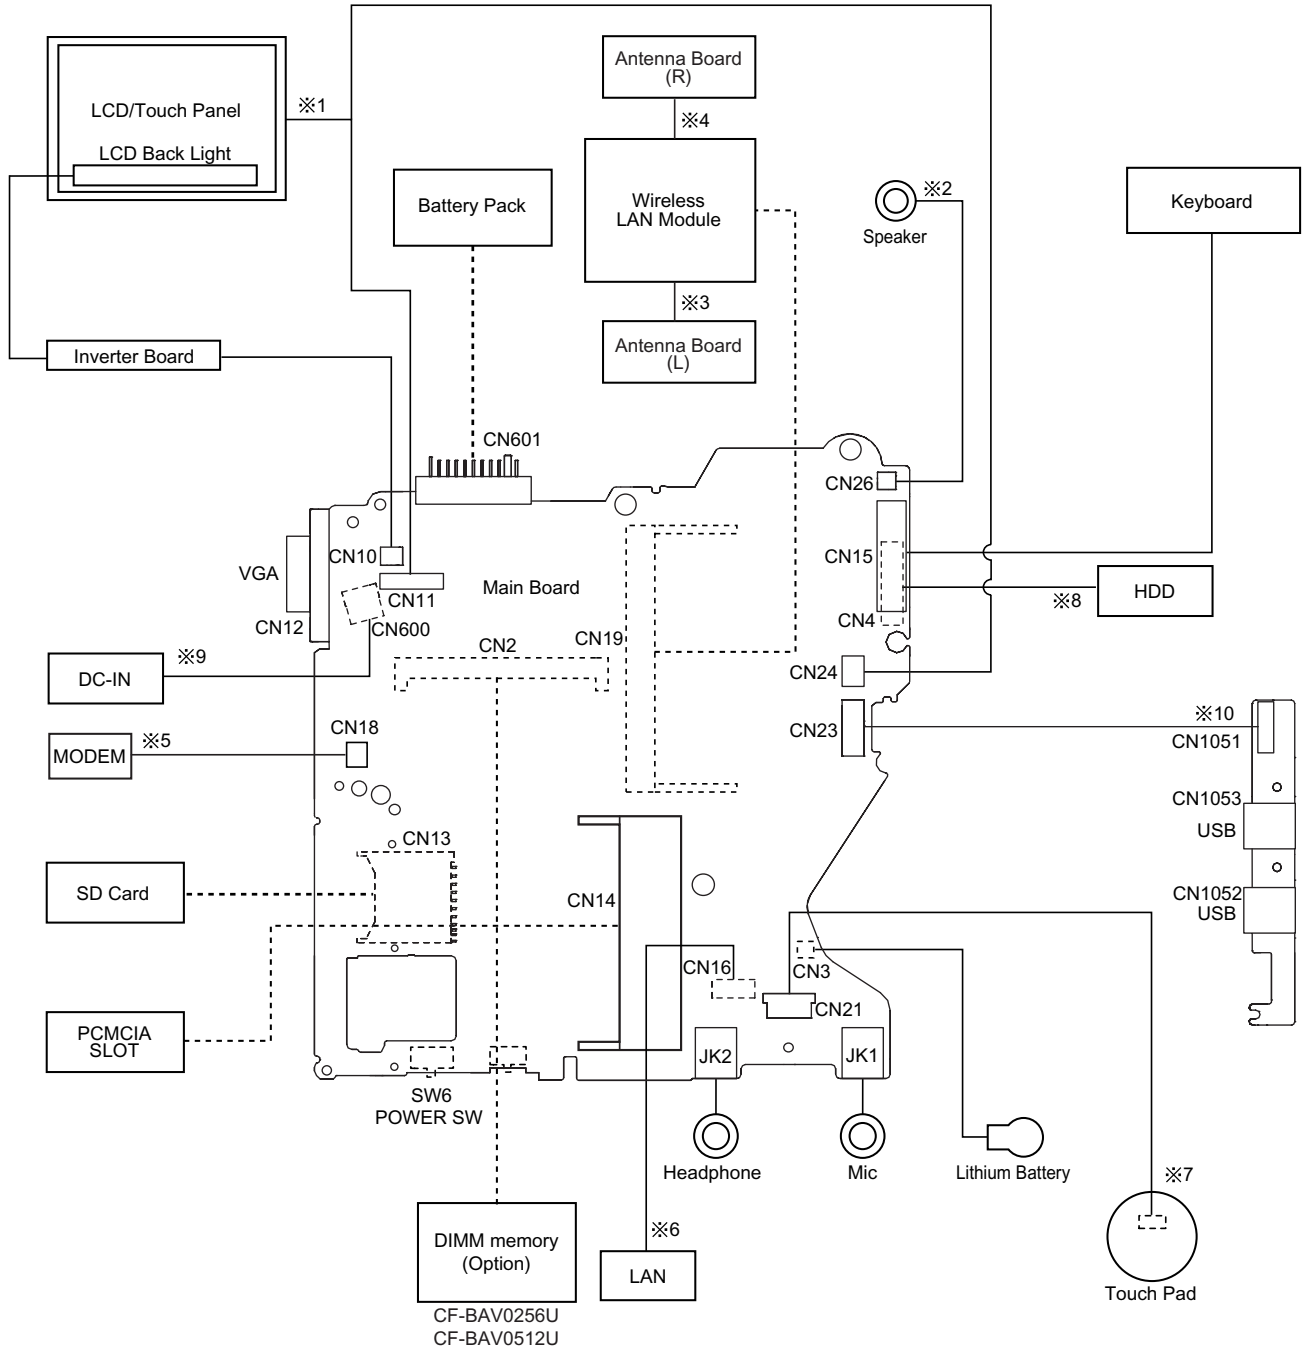 Antenna Board
(R)
※1
※4
LCD/Touch Panel
LCD Back Light
Battery Pack
Wireless
LAN Module
※2
Speaker
Keyboard
※3
Antenna Board
(L)
Inverter Board
CN601
CN26
CN10
CN15
VGA
CN11
Main Board
HDD
※8
CN12
CN600
CN19
CN4
CN2
※9
DC-IN
CN24
※10
CN18
CN23
CN1051
※5
MODEM
CN1053
USB
CN13
SD Card
CN14
CN1052
USB
CN16
CN3
CN21
PCMCIA
SLOT
JK2
JK1
SW6
POWER SW
Headphone
Mic
Lithium Battery
※7
※6
DIMM memory
(Option)
LAN
Touch Pad
CF-BAV0256U
CF-BAV0512U